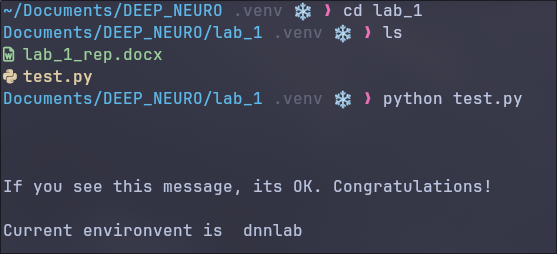 ~/Documents/DEEP_NEURO .venv ❄ ❯ cd lab_1
Documents/DEEP_NEURO/lab_1 .venv ❄ ❯ ls
lab_1_rep.docx
test.py
Documents/DEEP_NEURO/lab_1 .venv ❄ ❯ python test.py
If you see this message, its OK. Congratulations!
Current environvent is  dnnlab